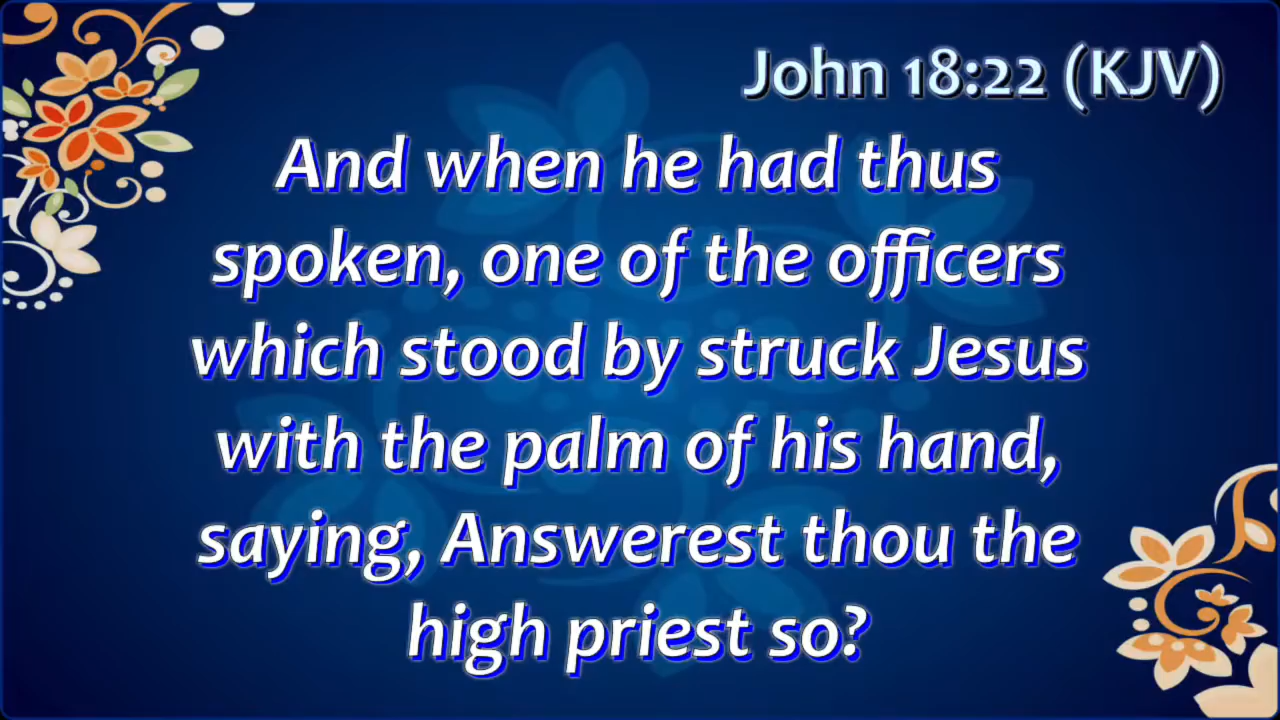 John 18:22 (KJV)
And when he had thus
spoken, one of the officers
which stood by struck Jesus
with the palm of his hand,
saying, Answerest thou the
high priest so?